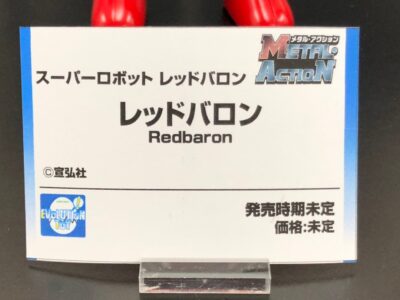 メタル・アクション
METAL・ACTION
スーパーロボット レッドバロン
レッドバロン
Redbaron
©宣弘社
EVOLUTION TOY
発売時期未定
価格:未定